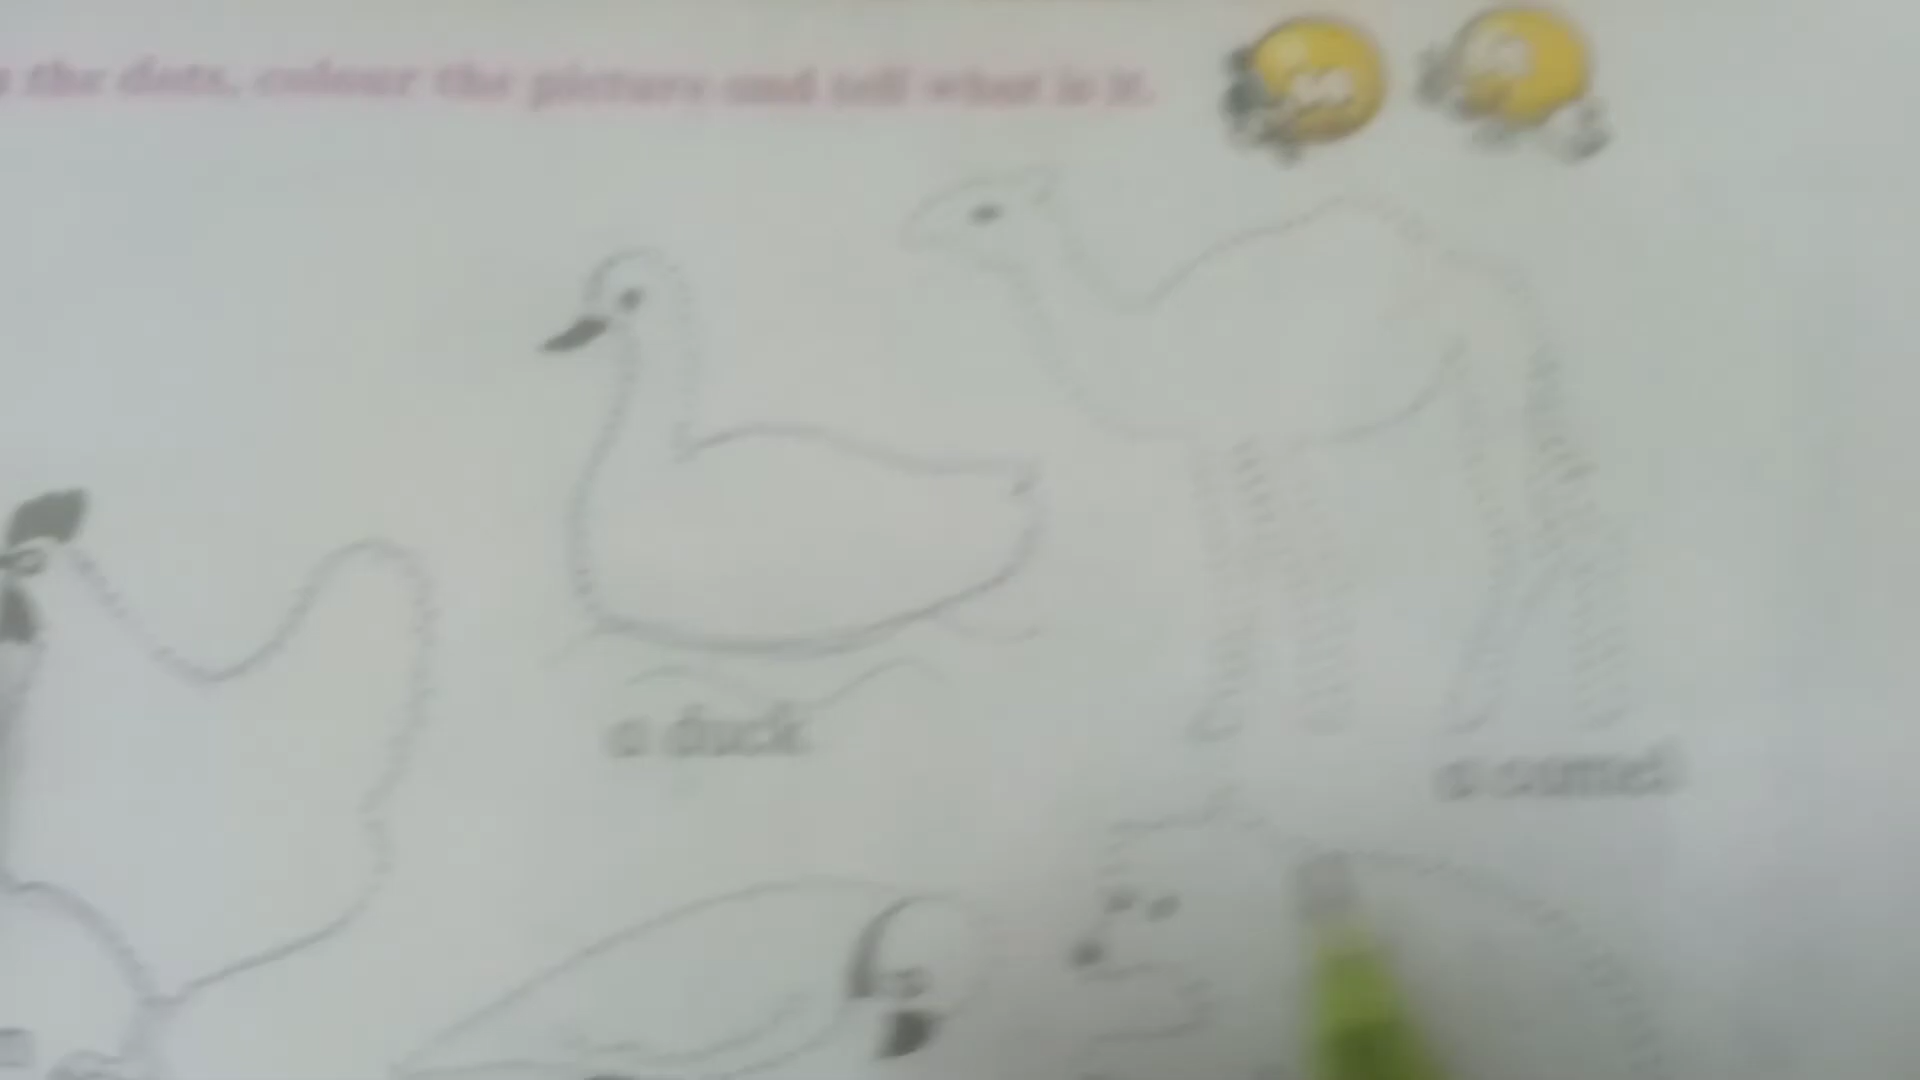 the dots, colour the picture and tell what is it.
a duck
a camel